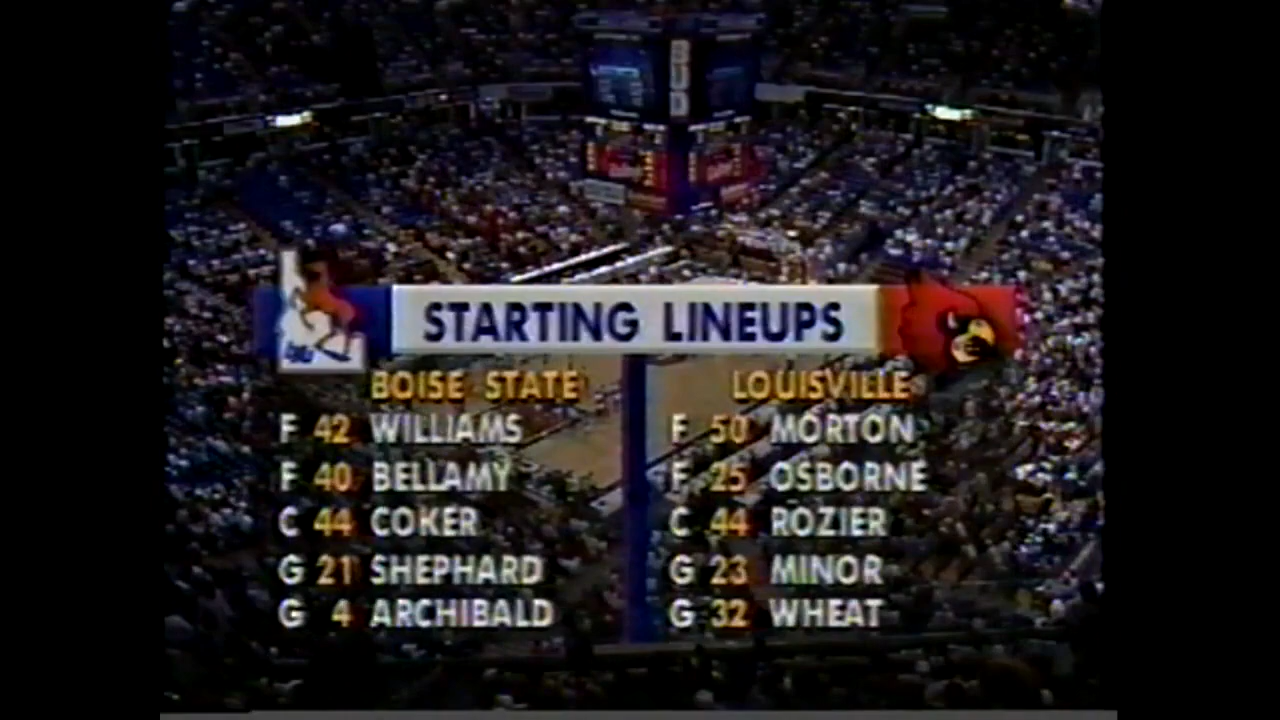 STARTING LINEUPS
BOISE STATE LOUISVILLE
F 42 WILLIAMS F 50 MORTON
F 40 BELLAMY F 25 OSBORNE
C 44 COKER C 44 ROZIER
G 21 SHEPHARD G 23 MINOR
G 4 ARCHIBALD G 32 WHEAT